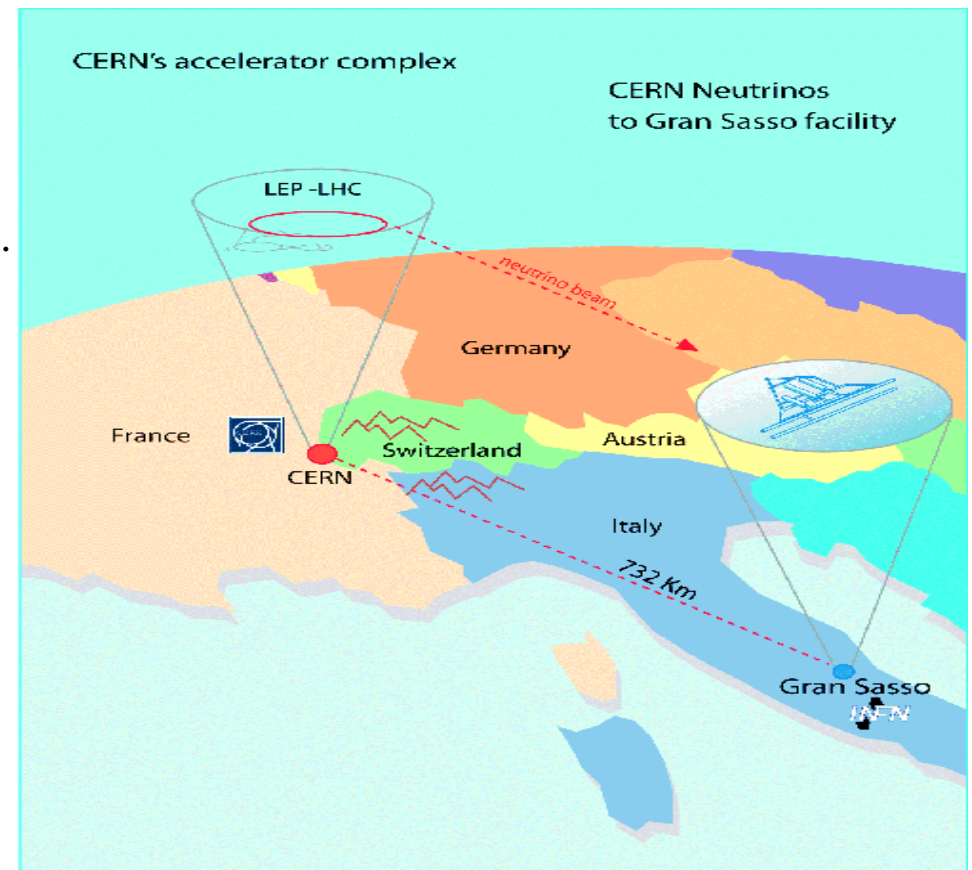 CERN's accelerator complex
CERN Neutrinos
to Gran Sasso facility
LEP -LHC
neutrino beam
Germany
France
Switzerland
Austria
CERN
Italy
732 Km
Gran Sasso
INFN